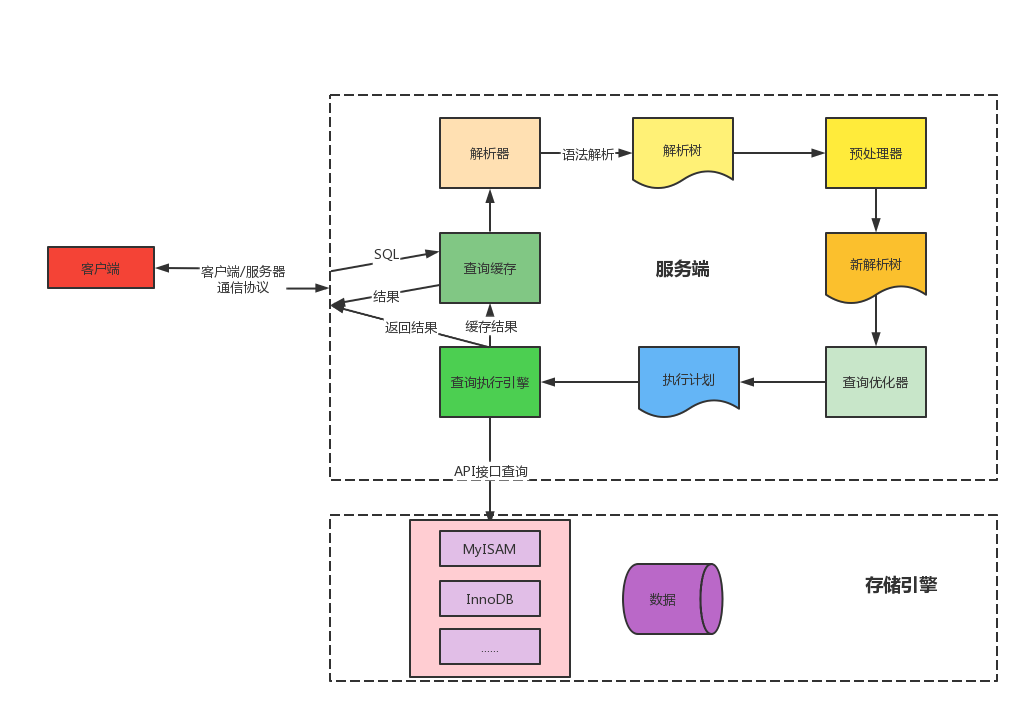 解析器
语法解析
解析树
预处理器
SQL
查询缓存
服务端
新解析树
客户端
客户端/服务器
通信协议
结果
返回结果
缓存结果
查询执行引擎
执行计划
查询优化器
API接口查询
MyISAM
InnoDB
......
数据
存储引擎